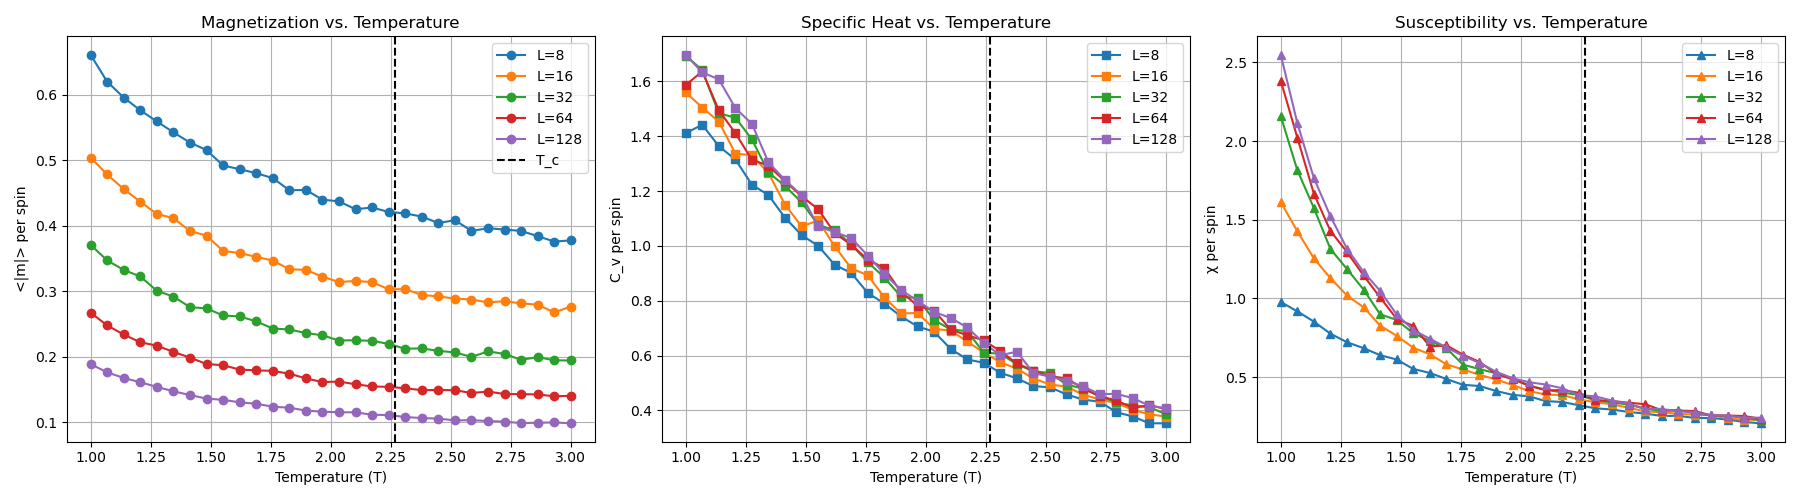 Magnetization vs. Temperature
<|m|> per spin
0.6
0.5
0.4
0.3
0.2
0.1
L=8
L=16
L=32
L=64
L=128
T_c
1.00 1.25 1.50 1.75 2.00 2.25 2.50 2.75 3.00
Temperature (T)
Specific Heat vs. Temperature
C_v per spin
1.6
1.4
1.2
1.0
0.8
0.6
0.4
L=8
L=16
L=32
L=64
L=128
1.00 1.25 1.50 1.75 2.00 2.25 2.50 2.75 3.00
Temperature (T)
Susceptibility vs. Temperature
χ per spin
2.5
2.0
1.5
1.0
0.5
L=8
L=16
L=32
L=64
L=128
1.00 1.25 1.50 1.75 2.00 2.25 2.50 2.75 3.00
Temperature (T)